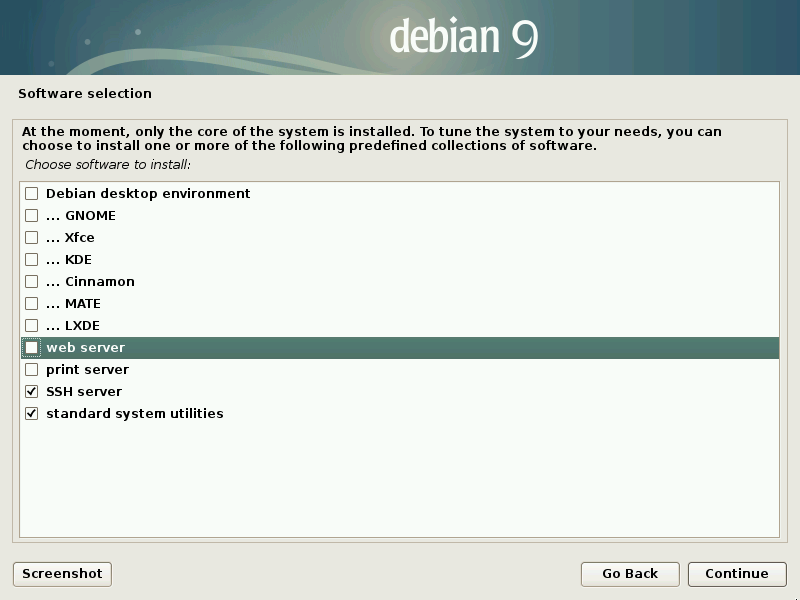 debian 9
Software selection
At the moment, only the core of the system is installed. To tune the system to your needs, you can
choose to install one or more of the following predefined collections of software.
Choose software to install:
Debian desktop environment
... GNOME
... Xfce
... KDE
... Cinnamon
... MATE
... LXDE
web server
print server
SSH server
standard system utilities
Screenshot
Go Back
Continue